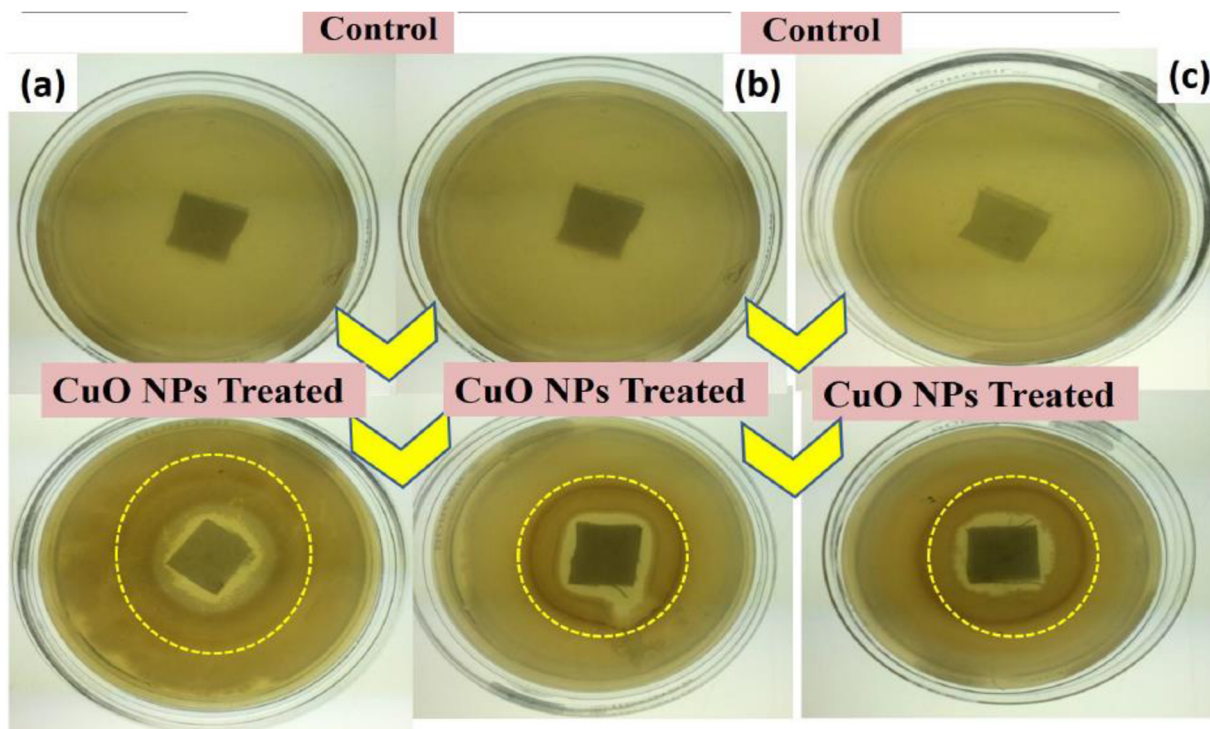 Control
Control
(a)
(b)
(c)
CuO NPs Treated
CuO NPs Treated
CuO NPs Treated